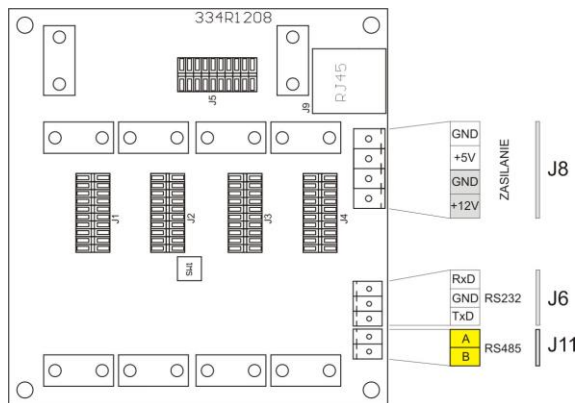 334R1208
J5
J9
RJ45
GND
+5V
GND
+12V
ZASILANIE
J8
J1
J2
J3
J4
SW1
RxD
GND
TxD
RS232
J6
A
B
RS485
J11